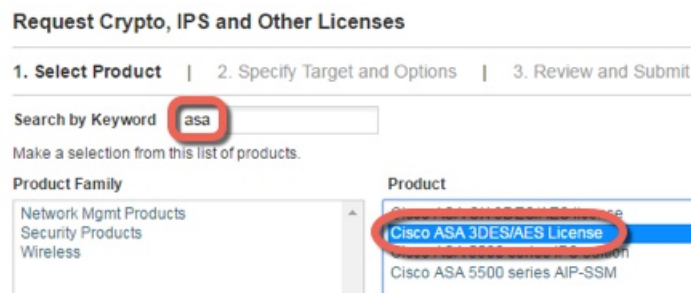 Request Crypto, IPS and Other Licenses
1. Select Product | 2. Specify Target and Options | 3. Review and Submit
Search by Keyword asa
Make a selection from this list of products.
Product Family
Network Mgmt Products
Security Products
Wireless
Product
Cisco ASA 3DES/AES License
Cisco ASA 5500 series AIP-SSM